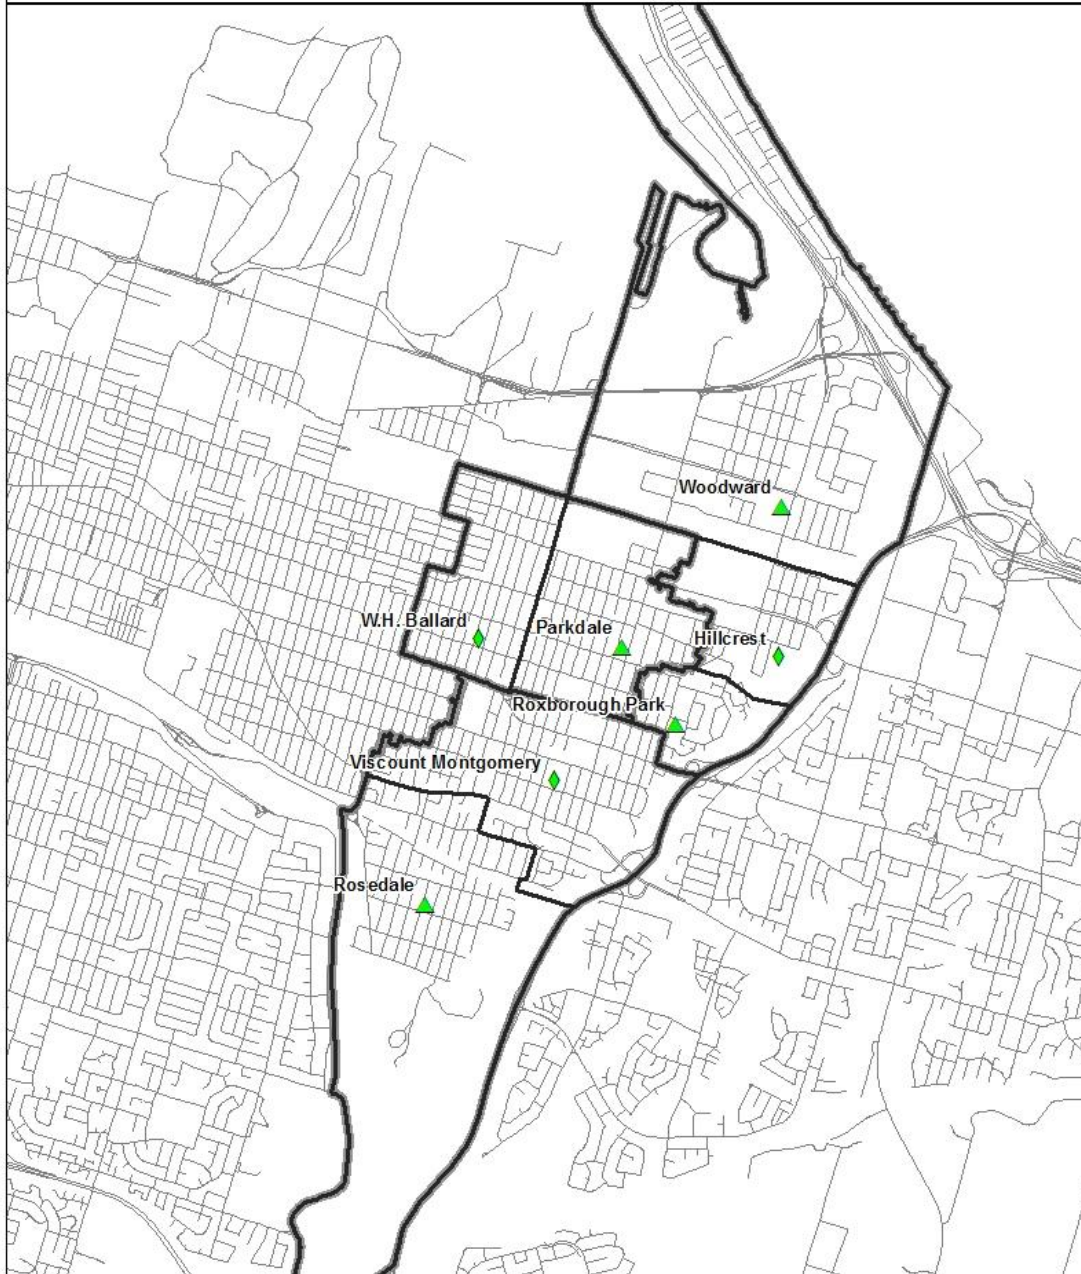 Woodward
W.H. Ballard
Parkdale
Hillcrest
Roxborough Park
Viscount Montgomery
Rosedale